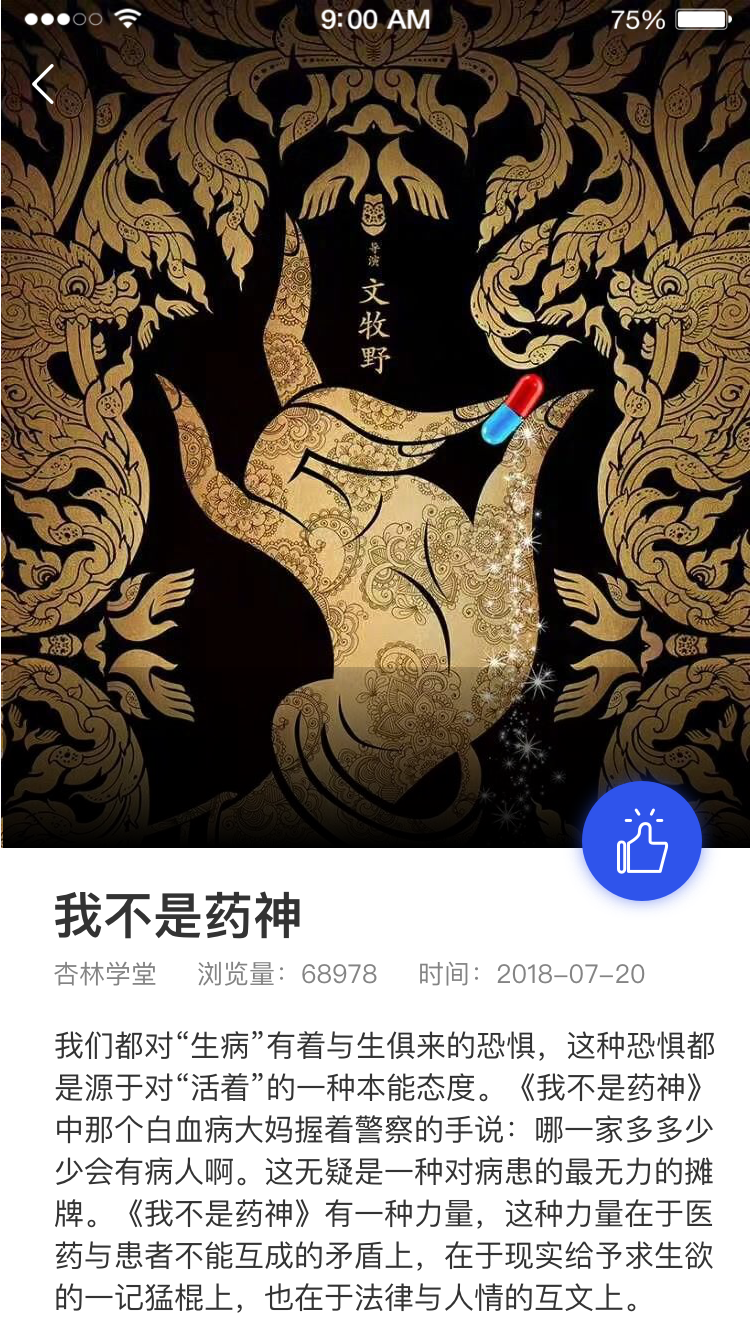 9:00 AM
75%
导演
文牧野
我不是药神
杏林学堂 浏览量：68978 时间：2018-07-20
我们都对“生病”有着与生俱来的恐惧，这种恐惧都
是源于对“活着”的一种本能态度。《我不是药神》
中那个白血病大妈握着警察的手说：哪一家多多少
少会有病人啊。这无疑是一种对病患的最无力的摊
牌。《我不是药神》有一种力量，这种力量在于医
药与患者不能互成的矛盾上，在于现实给予求生欲
的一记猛棍上，也在于法律与人情的互文上。